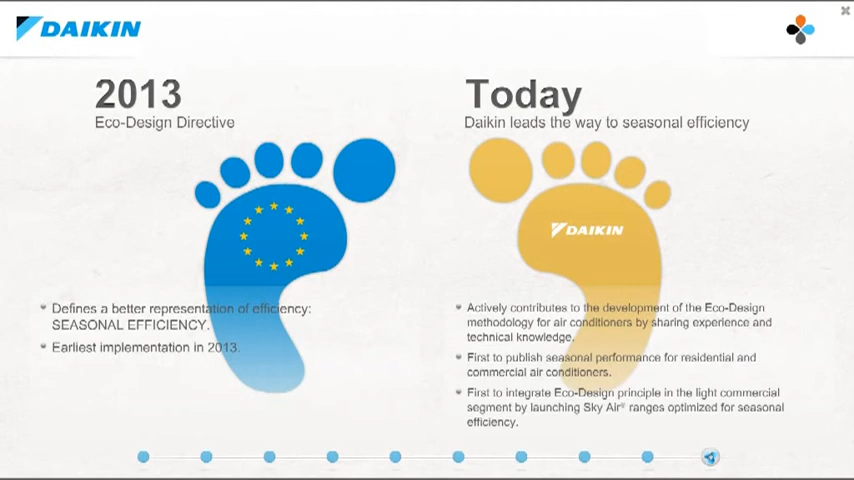 DAIKIN
2013
Eco-Design Directive
Today
Daikin leads the way to seasonal efficiency
DAIKIN
Defines a better representation of efficiency:
SEASONAL EFFICIENCY.
Earliest implementation in 2013.
Actively contributes to the development of the Eco-Design
methodology for air conditioners by sharing experience and
technical knowledge.
First to publish seasonal performance for residential and
commercial air conditioners.
First to integrate Eco-Design principle in the light commercial
segment by launching Sky Air® ranges optimized for seasonal
efficiency.